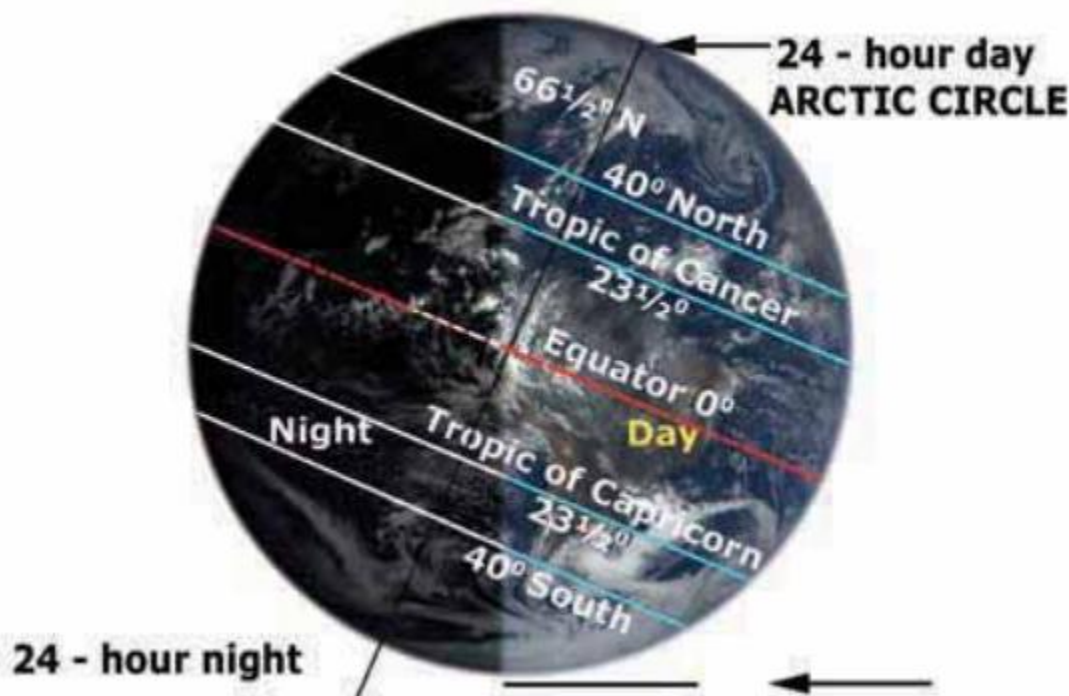 24 - hour day
ARCTIC CIRCLE
66½° N
40° North
Tropic of Cancer
23½°
Equator 0°
Day
Night
Tropic of Capricorn
23½°
40° South
24 - hour night